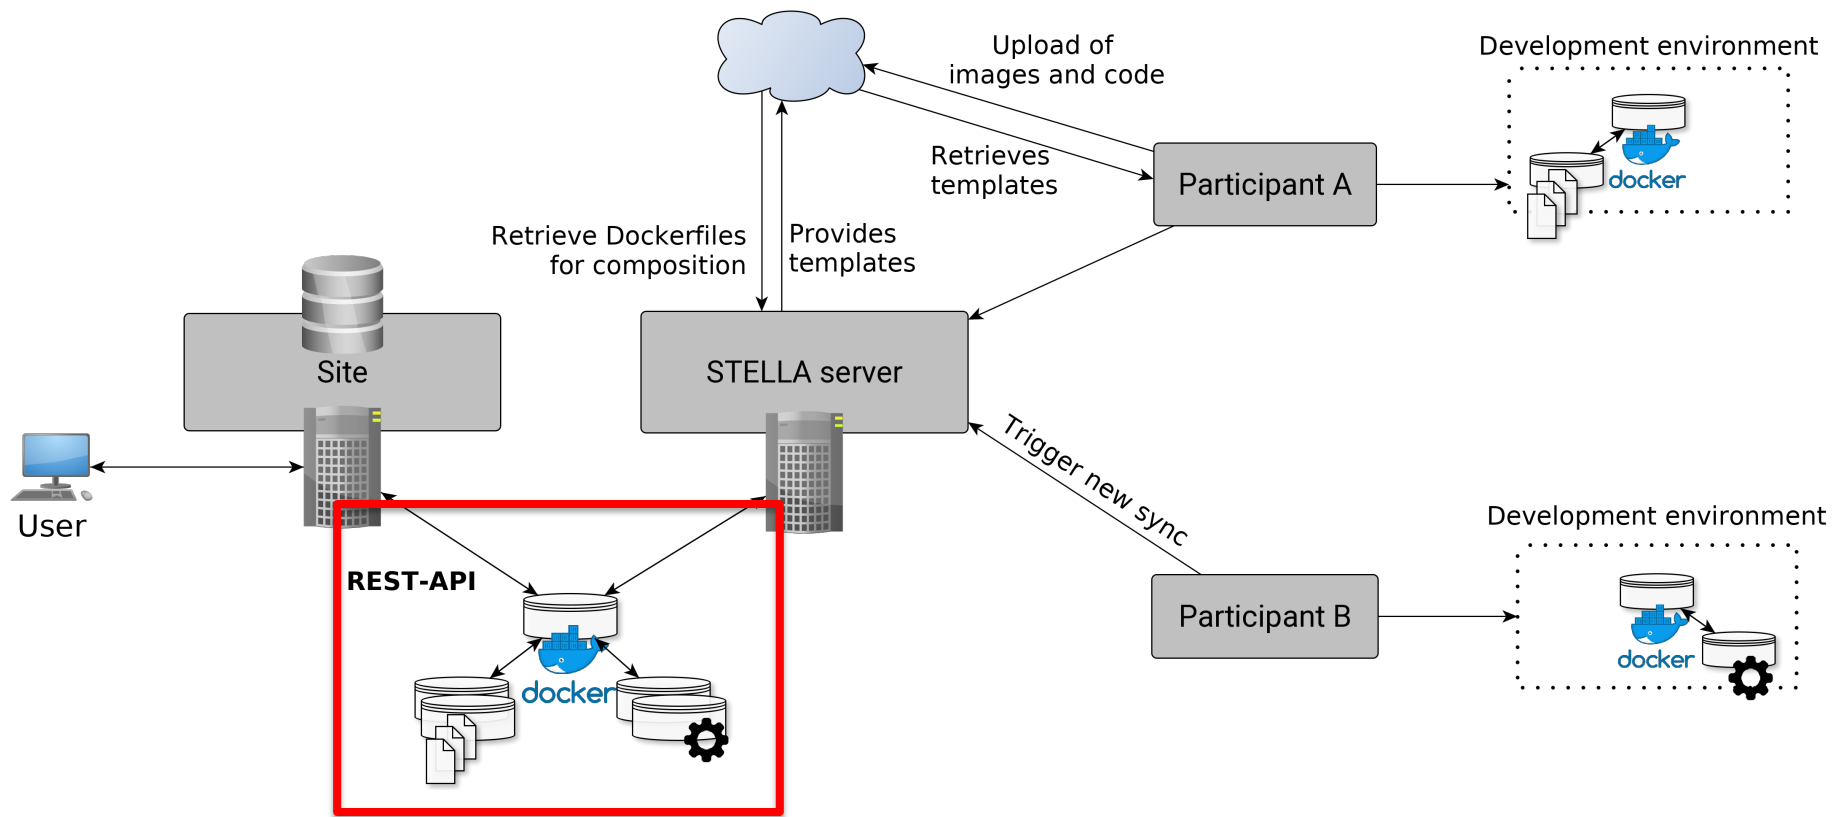 Upload of
images and code
Development environment
Retrieves
templates
Participant A
docker
Retrieve Dockerfiles
for composition
Provides
templates
Site
STELLA server
User
Trigger new sync
REST-API
docker
Development environment
Participant B
docker